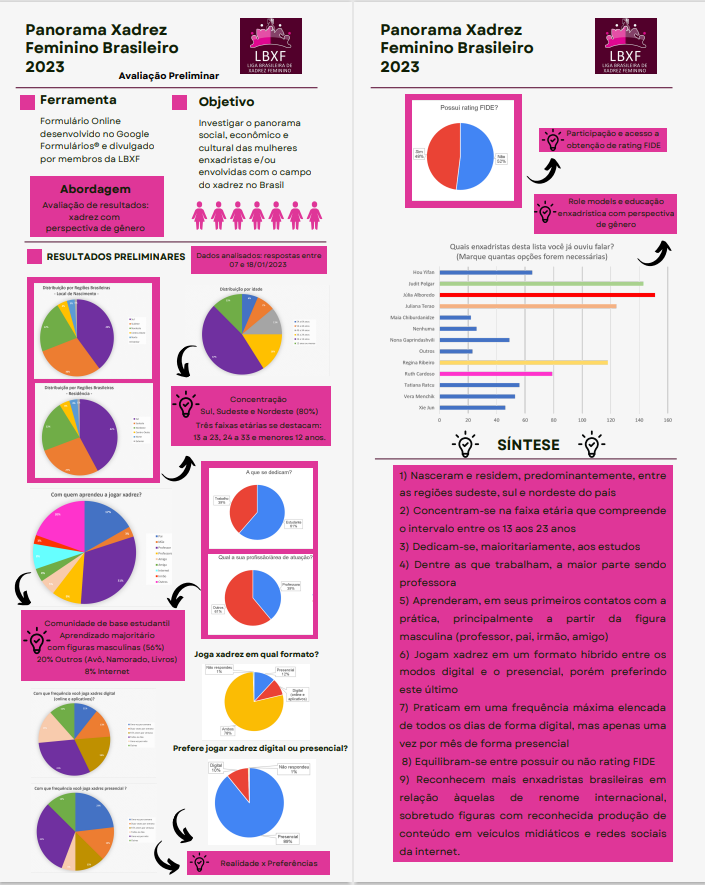 Panorama Xadrez
Feminino Brasileiro
2023
Avaliação Preliminar
LBXF
LIGA BRASILEIRA DE
XADREZ FEMININO
Ferramenta
Formulário Online
desenvolvido no Google
Formulários® e divulgado
por membros da LBXF
Objetivo
Investigar o panorama
social, econômico e
cultural das mulheres
enxadristas e/ou
envolvidas com o campo
do xadrez no Brasil
Abordagem
Avaliação de resultados:
xadrez com
perspectiva de gênero
RESULTADOS PRELIMINARES
Dados analisados: respostas entre
07 e 18/01/2023
Distribuição por Regiões Brasileiras
- Local de Nascimento -
Distribuição por Idade
Distribuição por Regiões Brasileiras
- Residência -
Concentração
Sul, Sudeste e Nordeste (80%)
Três faixas etárias se destacam:
13 a 23, 24 a 33 e menores 12 anos.
Com quem aprendeu a jogar xadrez?
A que se dedicam?
Trabalho
Estudante
Qual a sua profissão/área de atuação?
Professora
Outros
Comunidade de base estudantil
Aprendizado majoritário
com figuras masculinas (56%)
20% Outros (Avô, Namorado, Livros)
8% Internet
Joga xadrez em qual formato?
Não respondeu
1%
Presencial
12%
Digital
(online e
aplicativos)
Ambos
Com que frequência você joga xadrez digital
(online e aplicativos)?
Prefere jogar xadrez digital ou presencial?
Digital
10%
Não respondeu
1%
Presencial
Com que frequência você joga xadrez presencial ?
Realidade x Preferências
Panorama Xadrez
Feminino Brasileiro
2023
LBXF
LIGA BRASILEIRA DE
XADREZ FEMININO
Possui rating FIDE?
Sim
48%
Não
52%
Participação e acesso a
obtenção de rating FIDE
Role models e educação
enxadrística com perspectiva
de gênero
Quais enxadristas desta lista você já ouviu falar?
(Marque quantas opções forem necessárias)
Hou Yifan
Judit Polgar
Júlia Alboredo
Juliana Terao
Maia Chiburdanidze
Nenhuma
Nona Gaprindashvili
Outros
Regina Ribeiro
Ruth Cardoso
Tatiana Ratcu
Vera Menchik
Xie Jun
0 20 40 60 80 100 120 140 160
SÍNTESE
1) Nasceram e residem, predominantemente, entre
as regiões sudeste, sul e nordeste do país
2) Concentram-se na faixa etária que compreende
o intervalo entre os 13 aos 23 anos
3) Dedicam-se, maioritariamente, aos estudos
4) Dentre as que trabalham, a maior parte sendo
professora
5) Aprenderam, em seus primeiros contatos com a
prática, principalmente a partir da figura
masculina (professor, pai, irmão, amigo)
6) Jogam xadrez em um formato híbrido entre os
modos digital e o presencial, porém preferindo
este último
7) Praticam em uma frequência máxima elencada
de todos os dias de forma digital, mas apenas uma
vez por mês de forma presencial
8) Equilibram-se entre possuir ou não rating FIDE
9) Reconhecem mais enxadristas brasileiras em
relação àquelas de renome internacional,
sobretudo figuras com reconhecida produção de
conteúdo em veículos midiáticos e redes sociais
da internet.